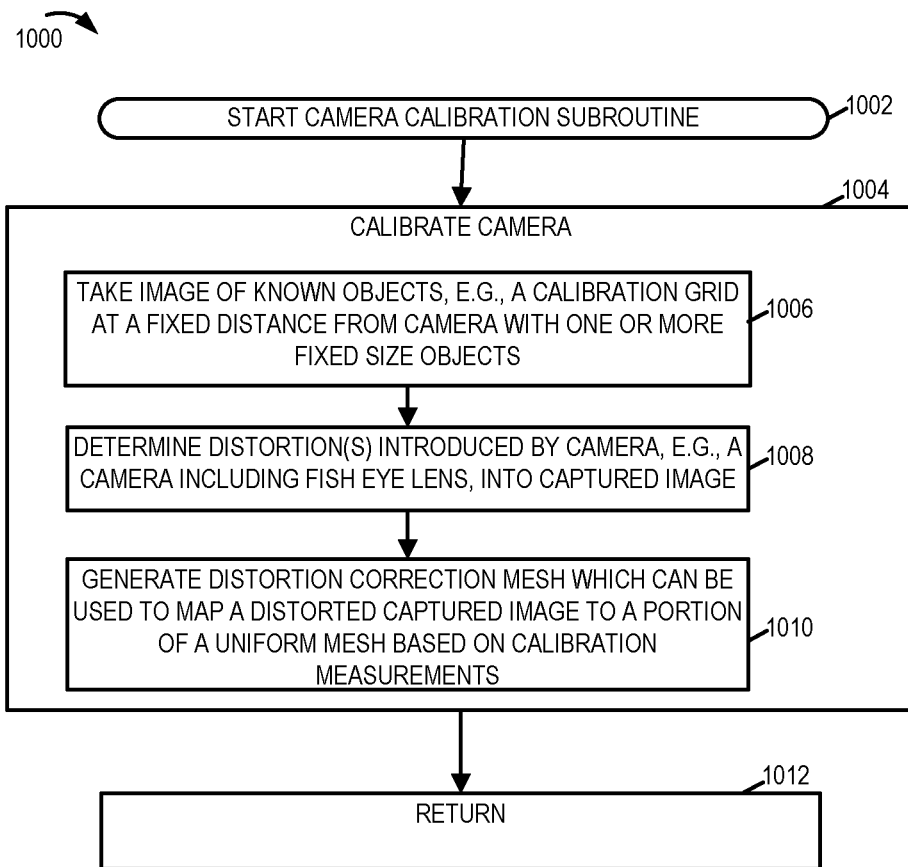 1000
START CAMERA CALIBRATION SUBROUTINE
1002
1004
CALIBRATE CAMERA
TAKE IMAGE OF KNOWN OBJECTS, E.G., A CALIBRATION GRID
AT A FIXED DISTANCE FROM CAMERA WITH ONE OR MORE
FIXED SIZE OBJECTS
1006
DETERMINE DISTORTION(S) INTRODUCED BY CAMERA, E.G., A
CAMERA INCLUDING FISH EYE LENS, INTO CAPTURED IMAGE
1008
GENERATE DISTORTION CORRECTION MESH WHICH CAN BE
USED TO MAP A DISTORTED CAPTURED IMAGE TO A PORTION
OF A UNIFORM MESH BASED ON CALIBRATION
MEASUREMENTS
1010
1012
RETURN